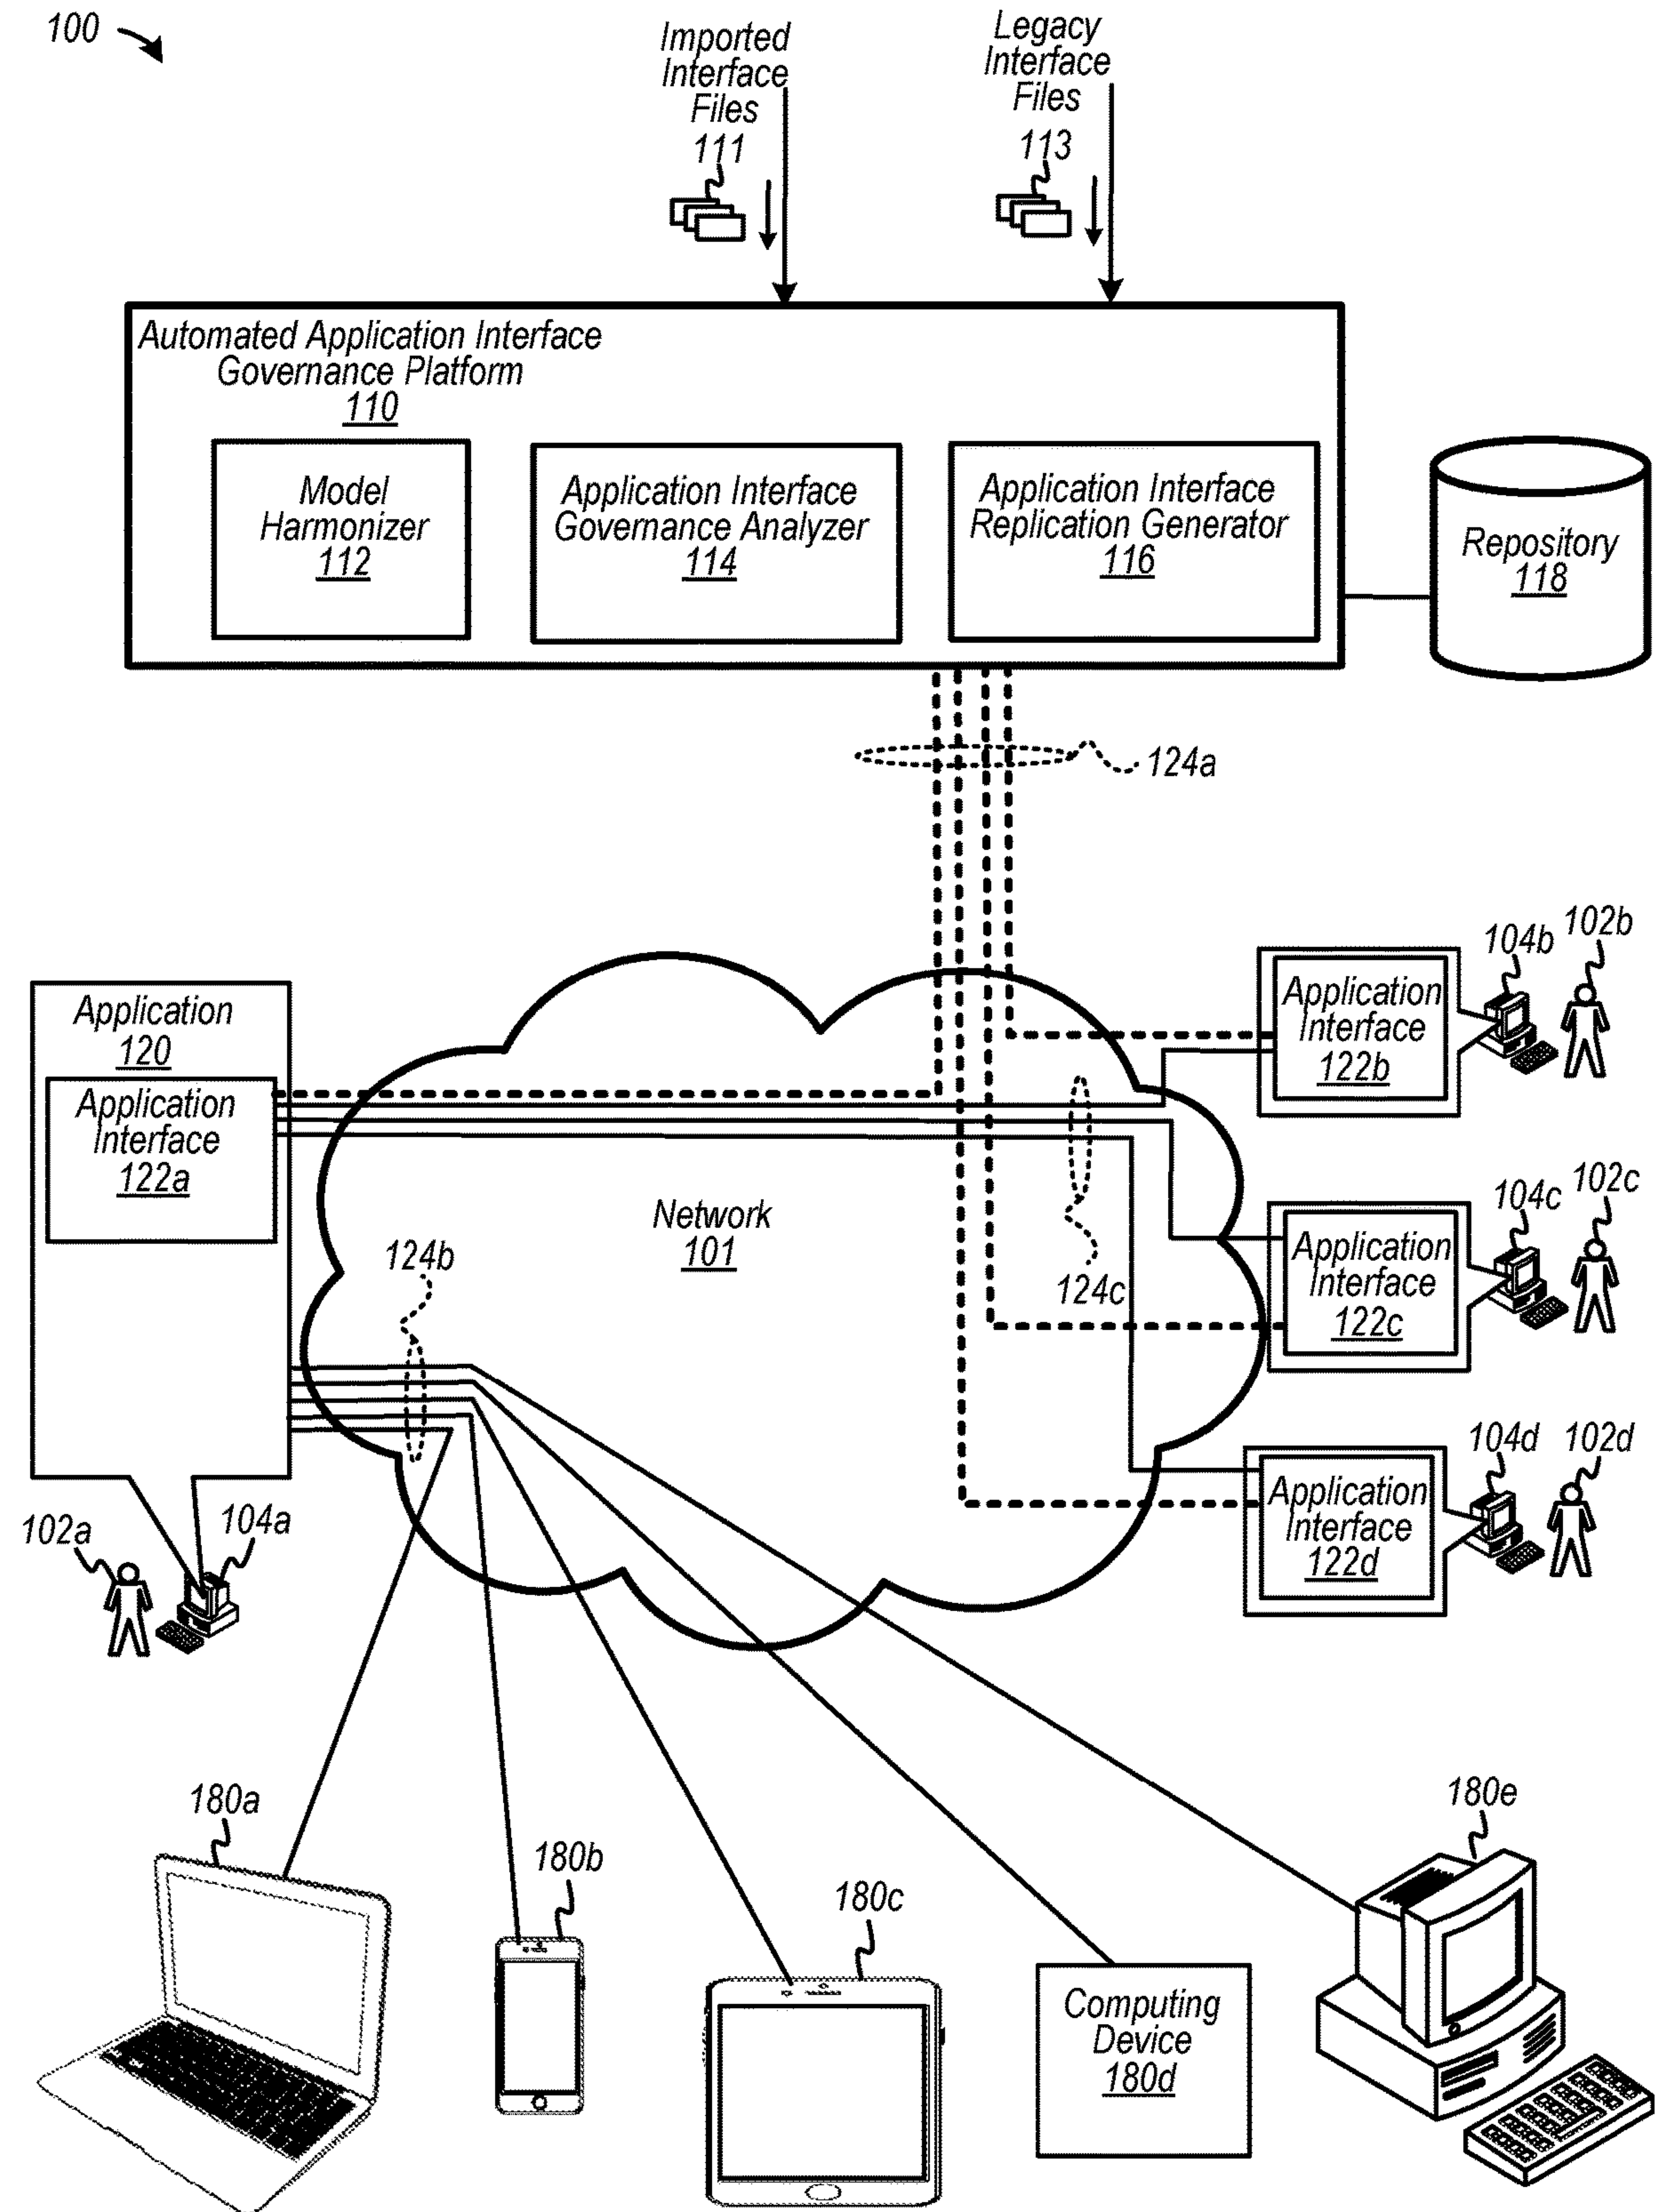 100
Imported
Interface
Files
111
Legacy
Interface
Files
113
Automated Application Interface
Governance Platform
110
Model
Harmonizer
112
Application Interface
Governance Analyzer
114
Application Interface
Replication Generator
116
Repository
118
124a
Application
120
Application
Interface
122a
Network
101
124b
124c
Application
Interface
122b
104b
102b
Application
Interface
122c
104c
102c
Application
Interface
122d
104d
102d
102a
104a
180a
180b
180c
Computing
Device
180d
180e